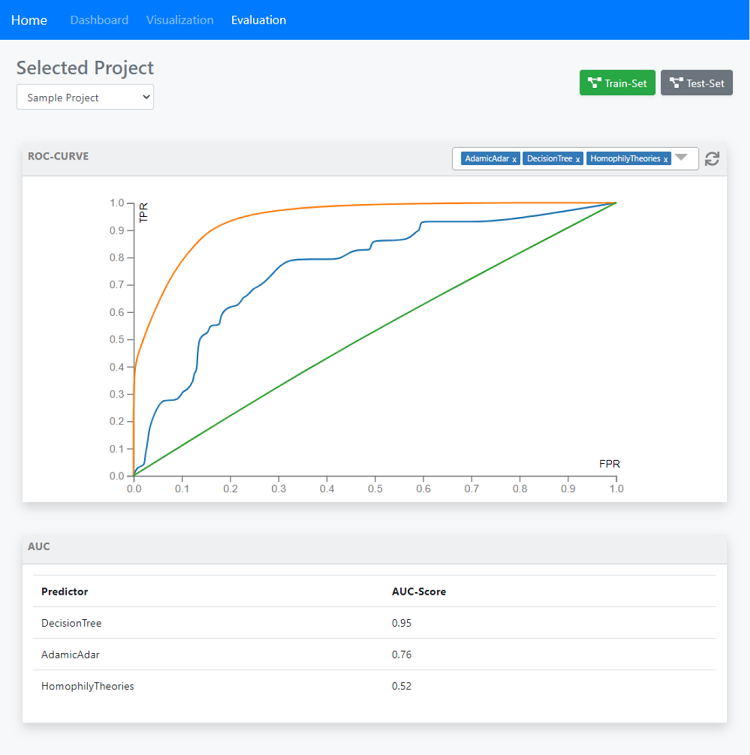 Home Dashboard Visualization Evaluation
Selected Project
Sample Project
Train-Set Test-Set
ROC-CURVE AdamicAdar x DecisionTree x HomophilyTheories x
TPR
1.0
0.9
0.8
0.7
0.6
0.5
0.4
0.3
0.2
0.1
0.0
FPR
0.0 0.1 0.2 0.3 0.4 0.5 0.6 0.7 0.8 0.9 1.0
AUC
Predictor AUC-Score
DecisionTree 0.95
AdamicAdar 0.76
HomophilyTheories 0.52